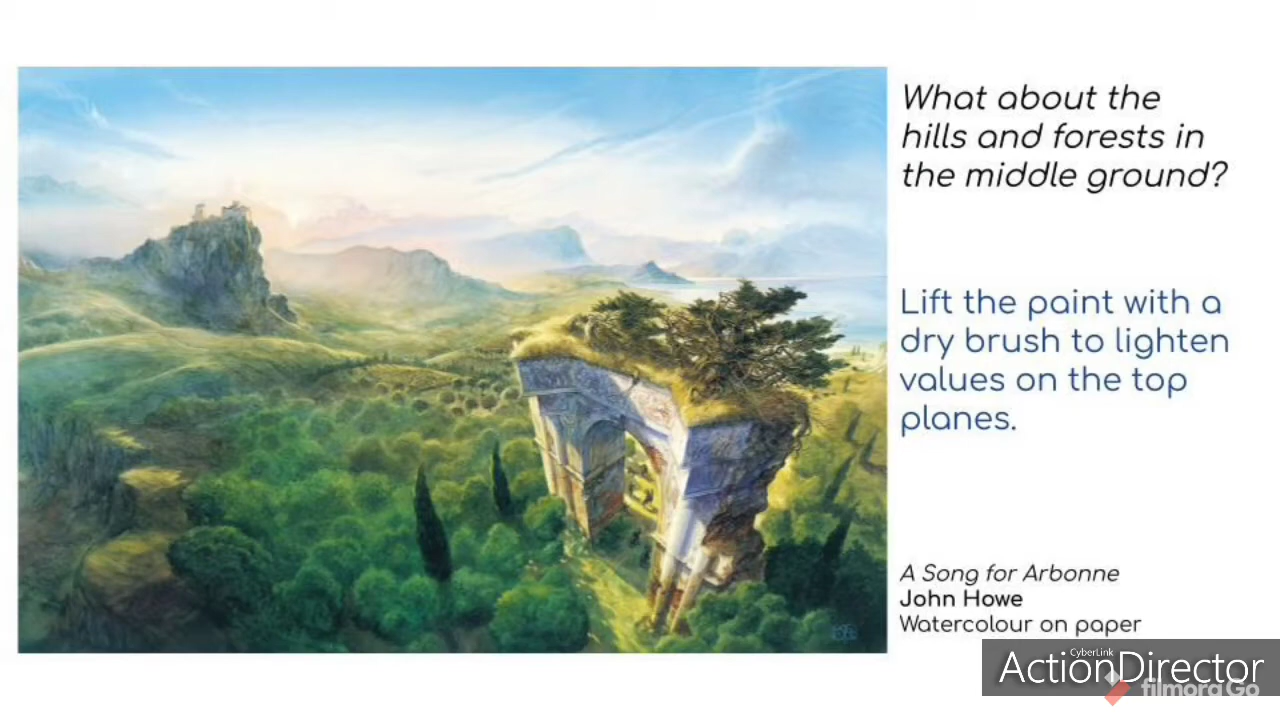 What about the
hills and forests in
the middle ground?
Lift the paint with a
dry brush to lighten
values on the top
planes.
A Song for Arbonne
John Howe
Watercolour on paper
CyberLink
ActionDirector
filmora Go